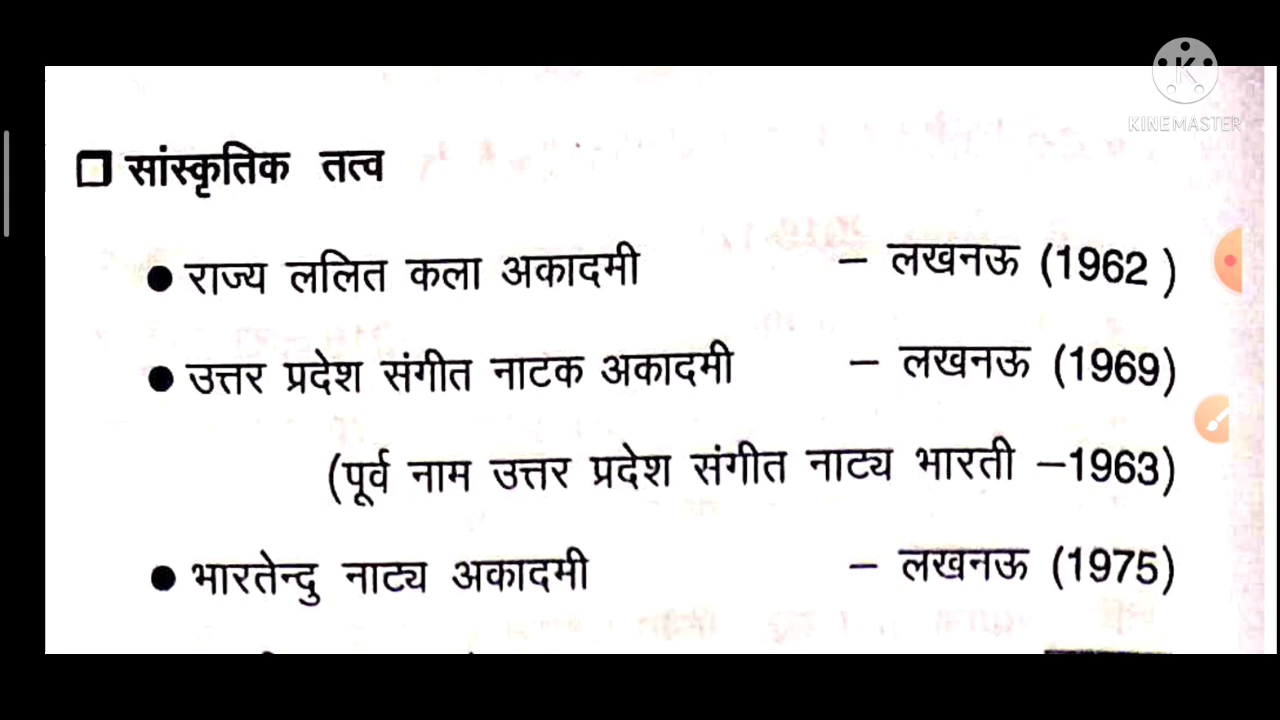 KINEMASTER
❑ सांस्कृतिक तत्व
● राज्य ललित कला अकादमी – लखनऊ (1962 )
● उत्तर प्रदेश संगीत नाटक अकादमी – लखनऊ (1969)
(पूर्व नाम उत्तर प्रदेश संगीत नाट्य भारती –1963)
● भारतेन्दु नाट्य अकादमी – लखनऊ (1975)